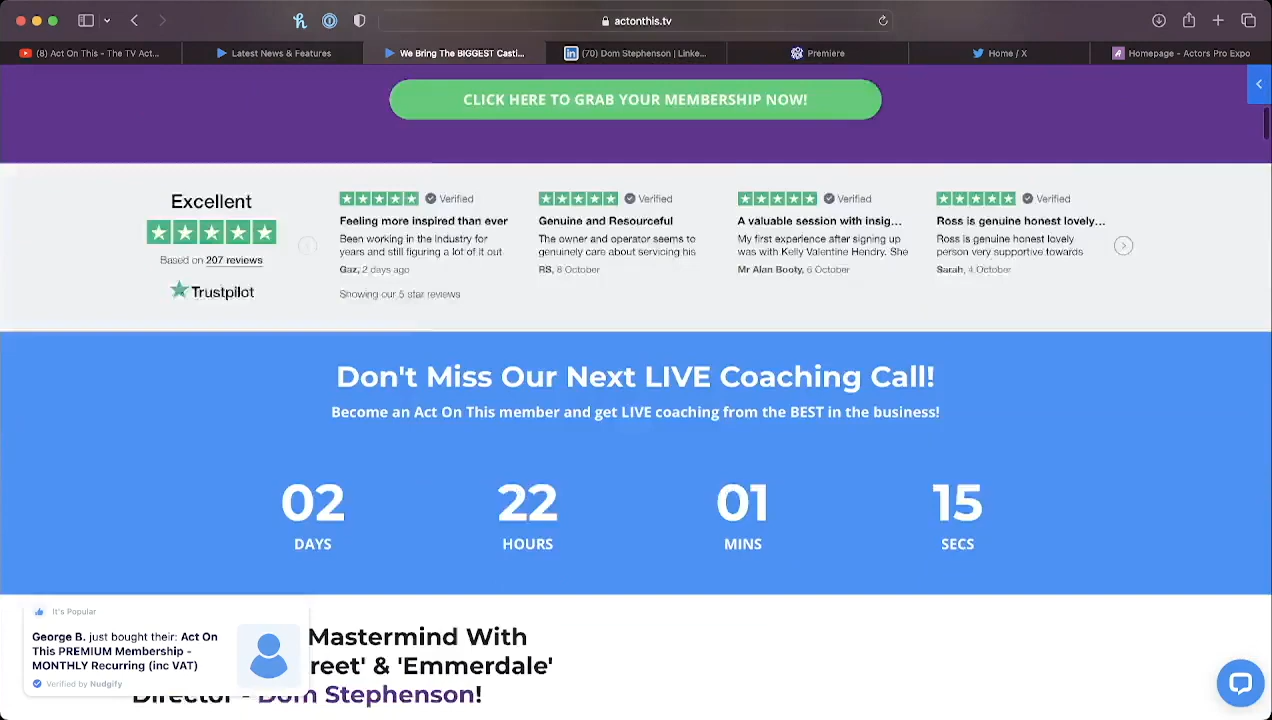 actonthis.tv
(8) Act On This - The TV Act...
Latest News & Features
We Bring The BIGGEST Casti...
(70) Dom Stephenson | Linke...
Premiere
Home / X
Homepage - Actors Pro Expo
CLICK HERE TO GRAB YOUR MEMBERSHIP NOW!
Excellent
Based on 207 reviews
Trustpilot
Verified
Feeling more inspired than ever
Been working in the industry for
years and still figuring a lot of it out
Gaz, 2 days ago
Verified
Genuine and Resourceful
The owner and operator seems to
genuinely care about servicing his
RS, 8 October
Verified
A valuable session with insig...
My first experience after signing up
was with Kelly Valentine Hendry. She
Mr Alan Booty, 6 October
Verified
Ross is genuine honest lovely...
Ross is genuine honest lovely
person very supportive towards
Sarah, 4 October
Showing our 5 star reviews
Don't Miss Our Next LIVE Coaching Call!
Become an Act On This member and get LIVE coaching from the BEST in the business!
02 22 01 15
DAYS HOURS MINS SECS
It's Popular
George B. just bought their: Act On
This PREMIUM Membership -
MONTHLY Recurring (inc VAT)
Verified by Nudgify
Mastermind With
reet' & 'Emmerdale'
Director - Dom Stephenson!